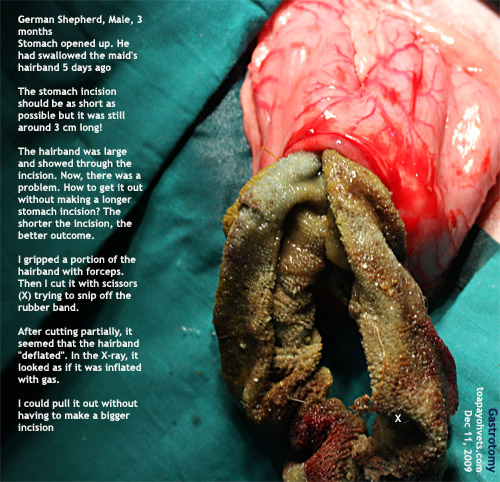 German Shepherd, Male, 3
months
Stomach opened up. He
had swallowed the maid's
hairband 5 days ago
The stomach incision
should be as short as
possible but it was still
around 3 cm long!
The hairband was large
and showed through the
incision. Now, there was a
problem. How to get it out
without making a longer
stomach incision? The
shorter the incision, the
better outcome.
I gripped a portion of the
hairband with forceps.
Then I cut it with scissors
(X) trying to snip off the
rubber band.
After cutting partially, it
seemed that the hairband
"deflated". In the X-ray, it
looked as if it was inflated
with gas.
I could pull it out without
having to make a bigger
incision
X
Gastrotomy
toapayohvets.com
Dec 11, 2009